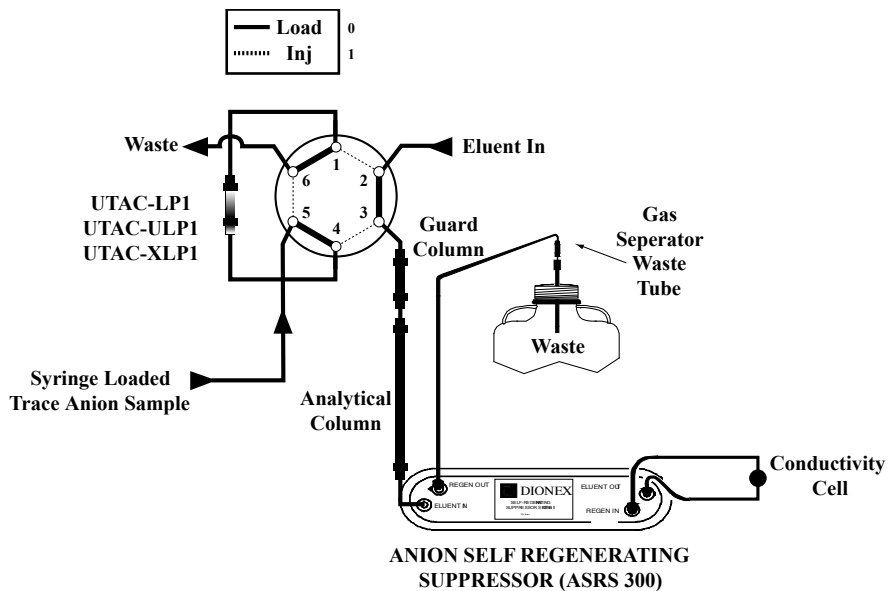 Load 0
Inj 1
Waste
Eluent In
1
6
2
5
3
4
UTAC-LP1
UTAC-ULP1
UTAC-XLP1
Guard
Column
Gas
Seperator
Waste
Tube
Waste
Syringe Loaded
Trace Anion Sample
Analytical
Column
REGEN OUT
ELUENT IN
DIONEX
ELUENT OUT
REGEN IN
Conductivity
Cell
ANION SELF REGENERATING
SUPPRESSOR (ASRS 300)